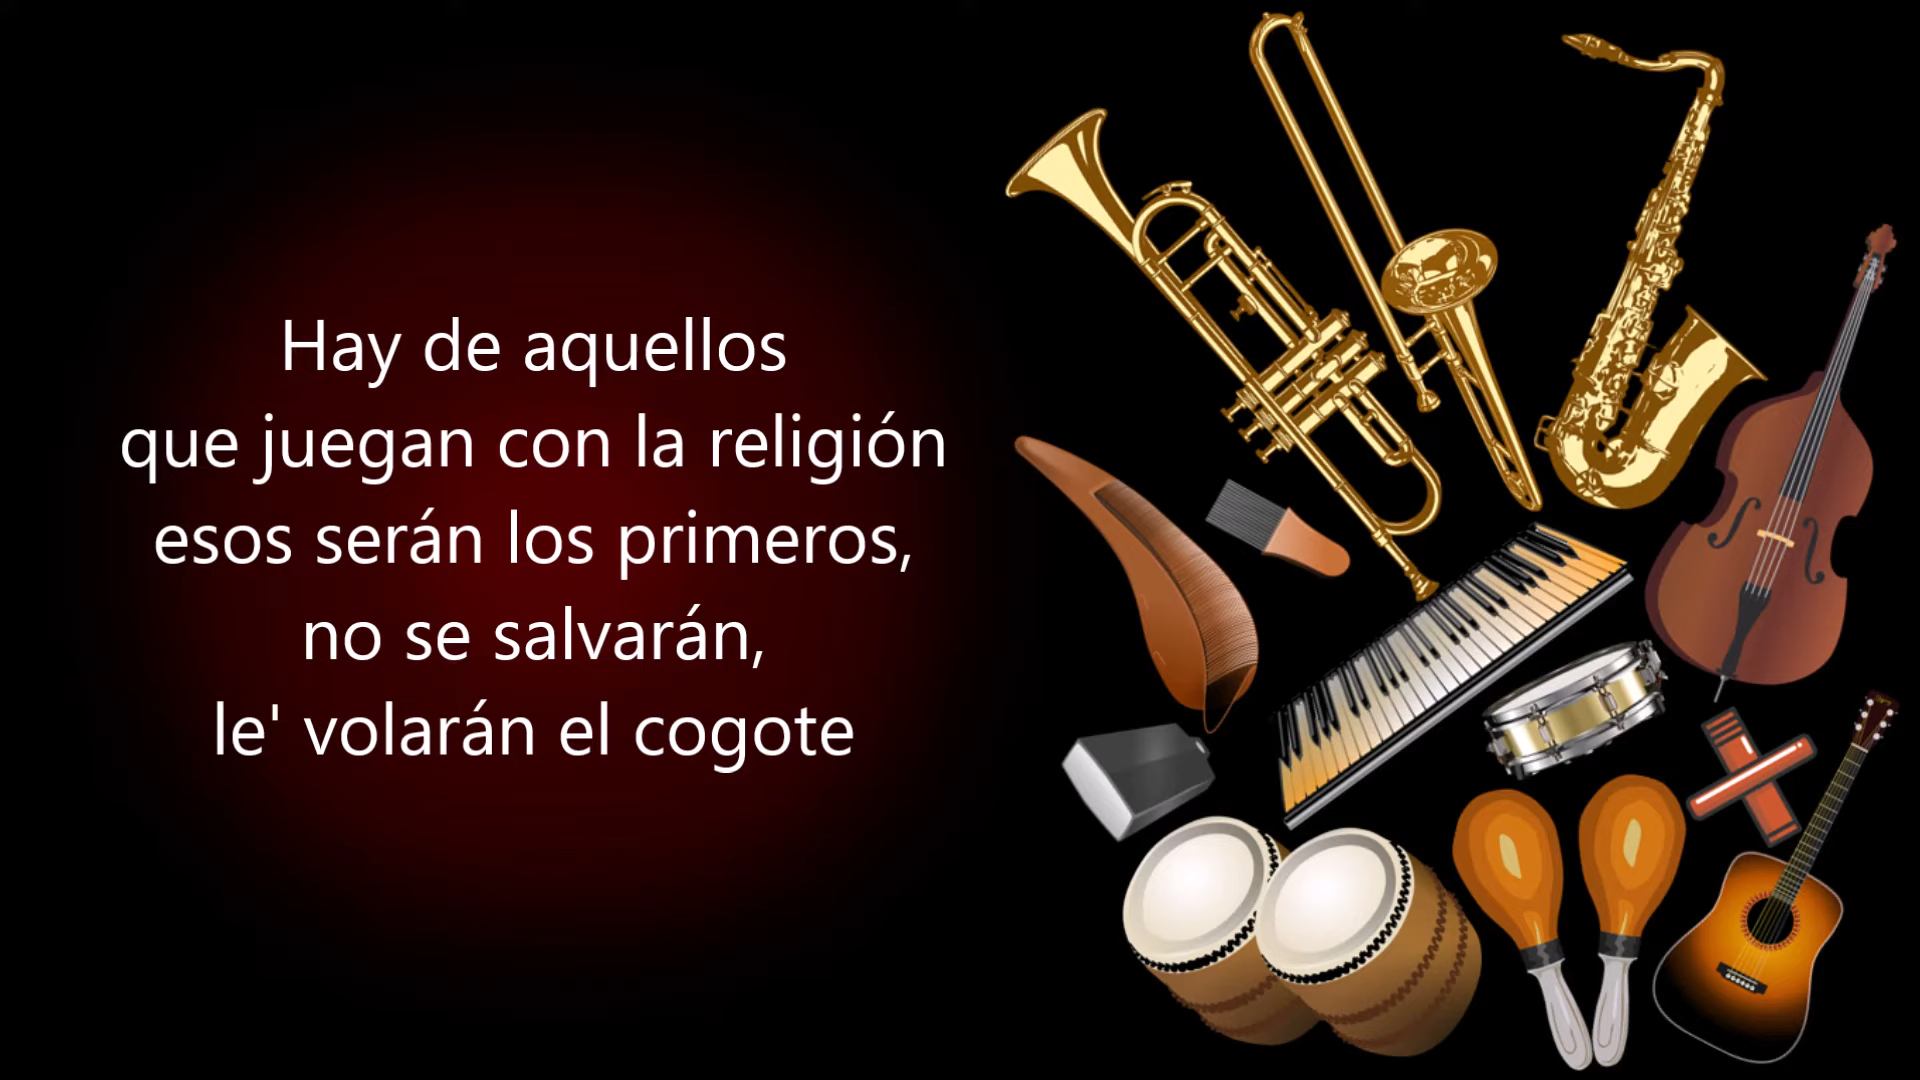 Hay de aquellos
que juegan con la religión
esos serán los primeros,
no se salvarán,
le' volarán el cogote